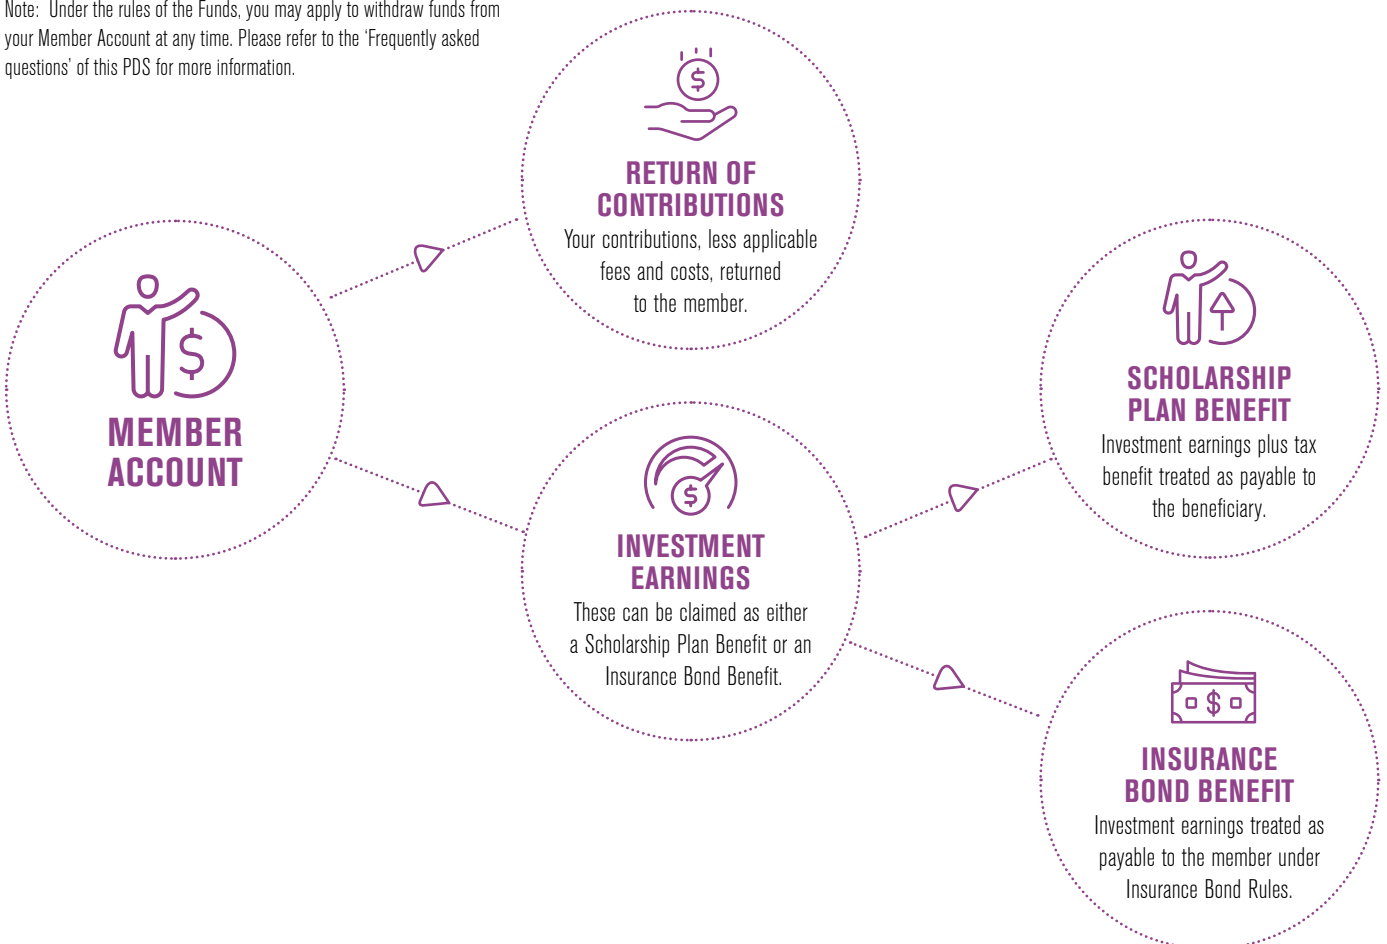 Note: Under the rules of the Funds, you may apply to withdraw funds from
your Member Account at any time. Please refer to the ‘Frequently asked
questions’ of this PDS for more information.
RETURN OF
CONTRIBUTIONS
Your contributions, less applicable
fees and costs, returned
to the member.
MEMBER
ACCOUNT
INVESTMENT
EARNINGS
These can be claimed as either
a Scholarship Plan Benefit or an
Insurance Bond Benefit.
SCHOLARSHIP
PLAN BENEFIT
Investment earnings plus tax
benefit treated as payable to
the beneficiary.
INSURANCE
BOND BENEFIT
Investment earnings treated as
payable to the member under
Insurance Bond Rules.